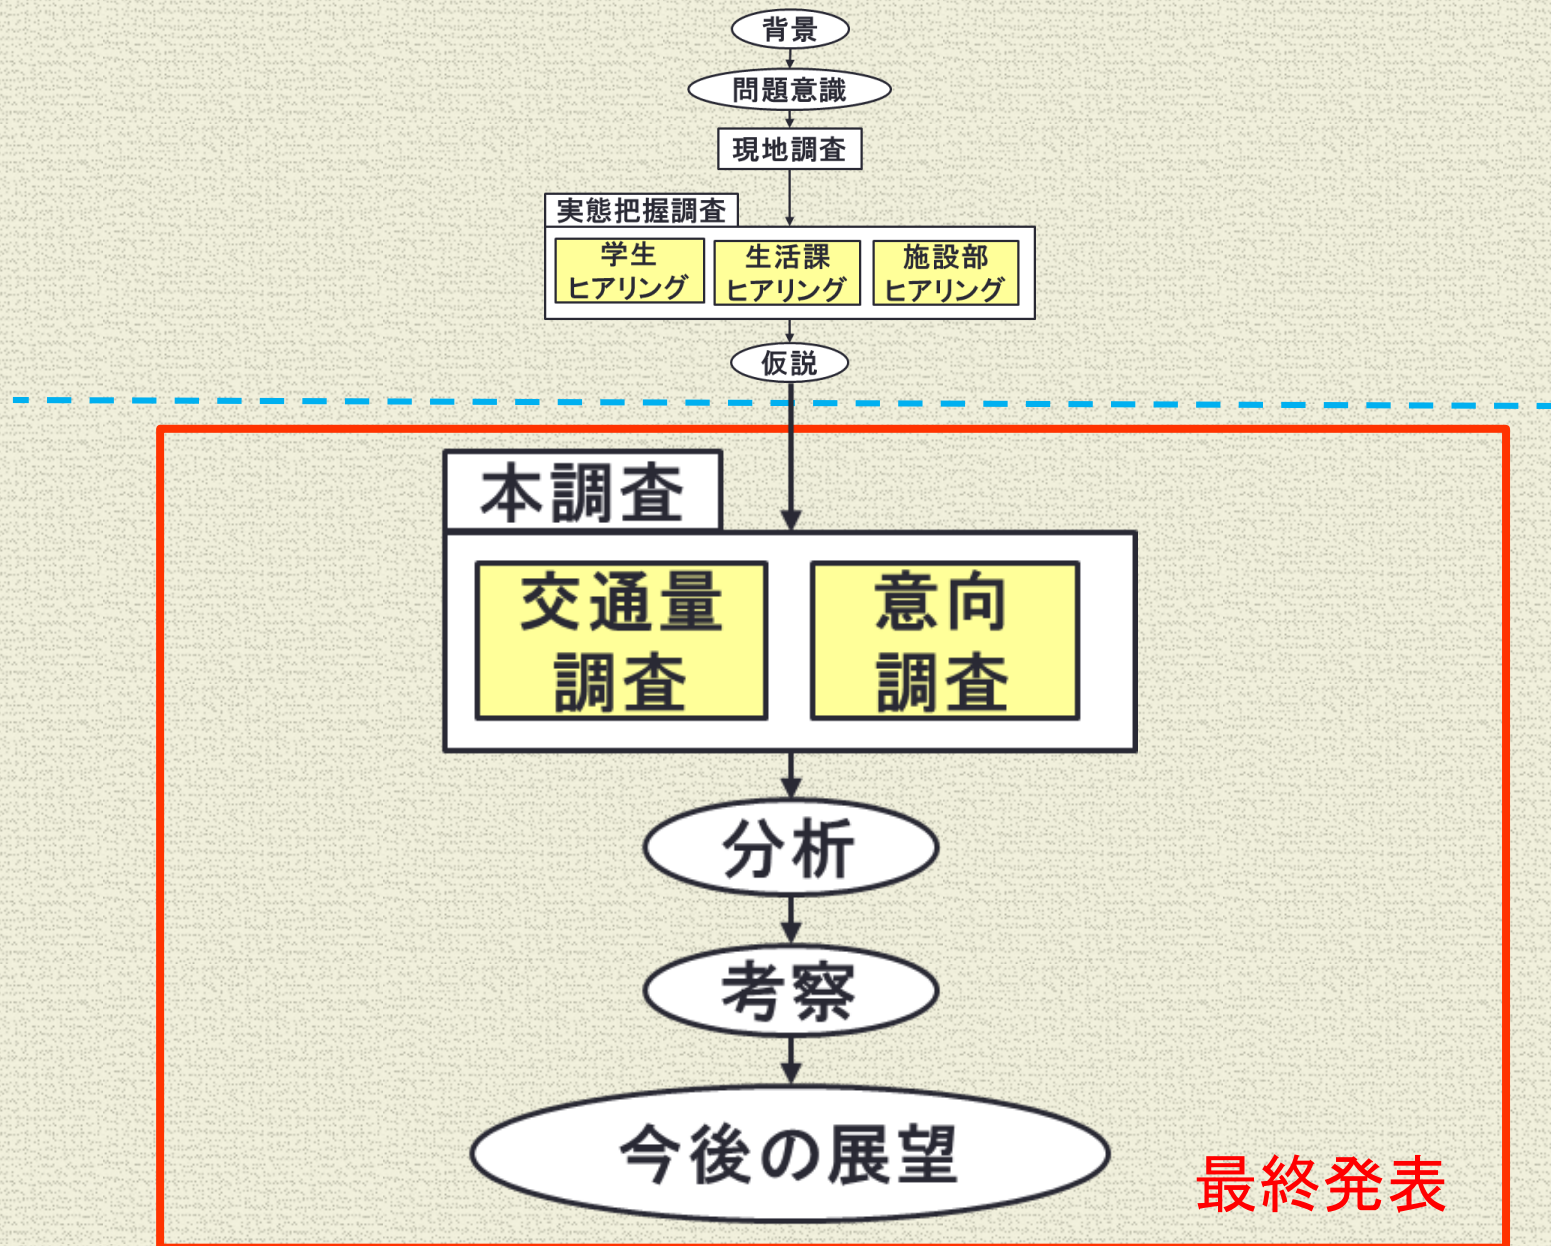 背景
問題意識
現地調査
実態把握調査
学生
ヒアリング
生活課
ヒアリング
施設部
ヒアリング
仮説
本調査
交通量
調査
意向
調査
分析
考察
今後の展望
最終発表